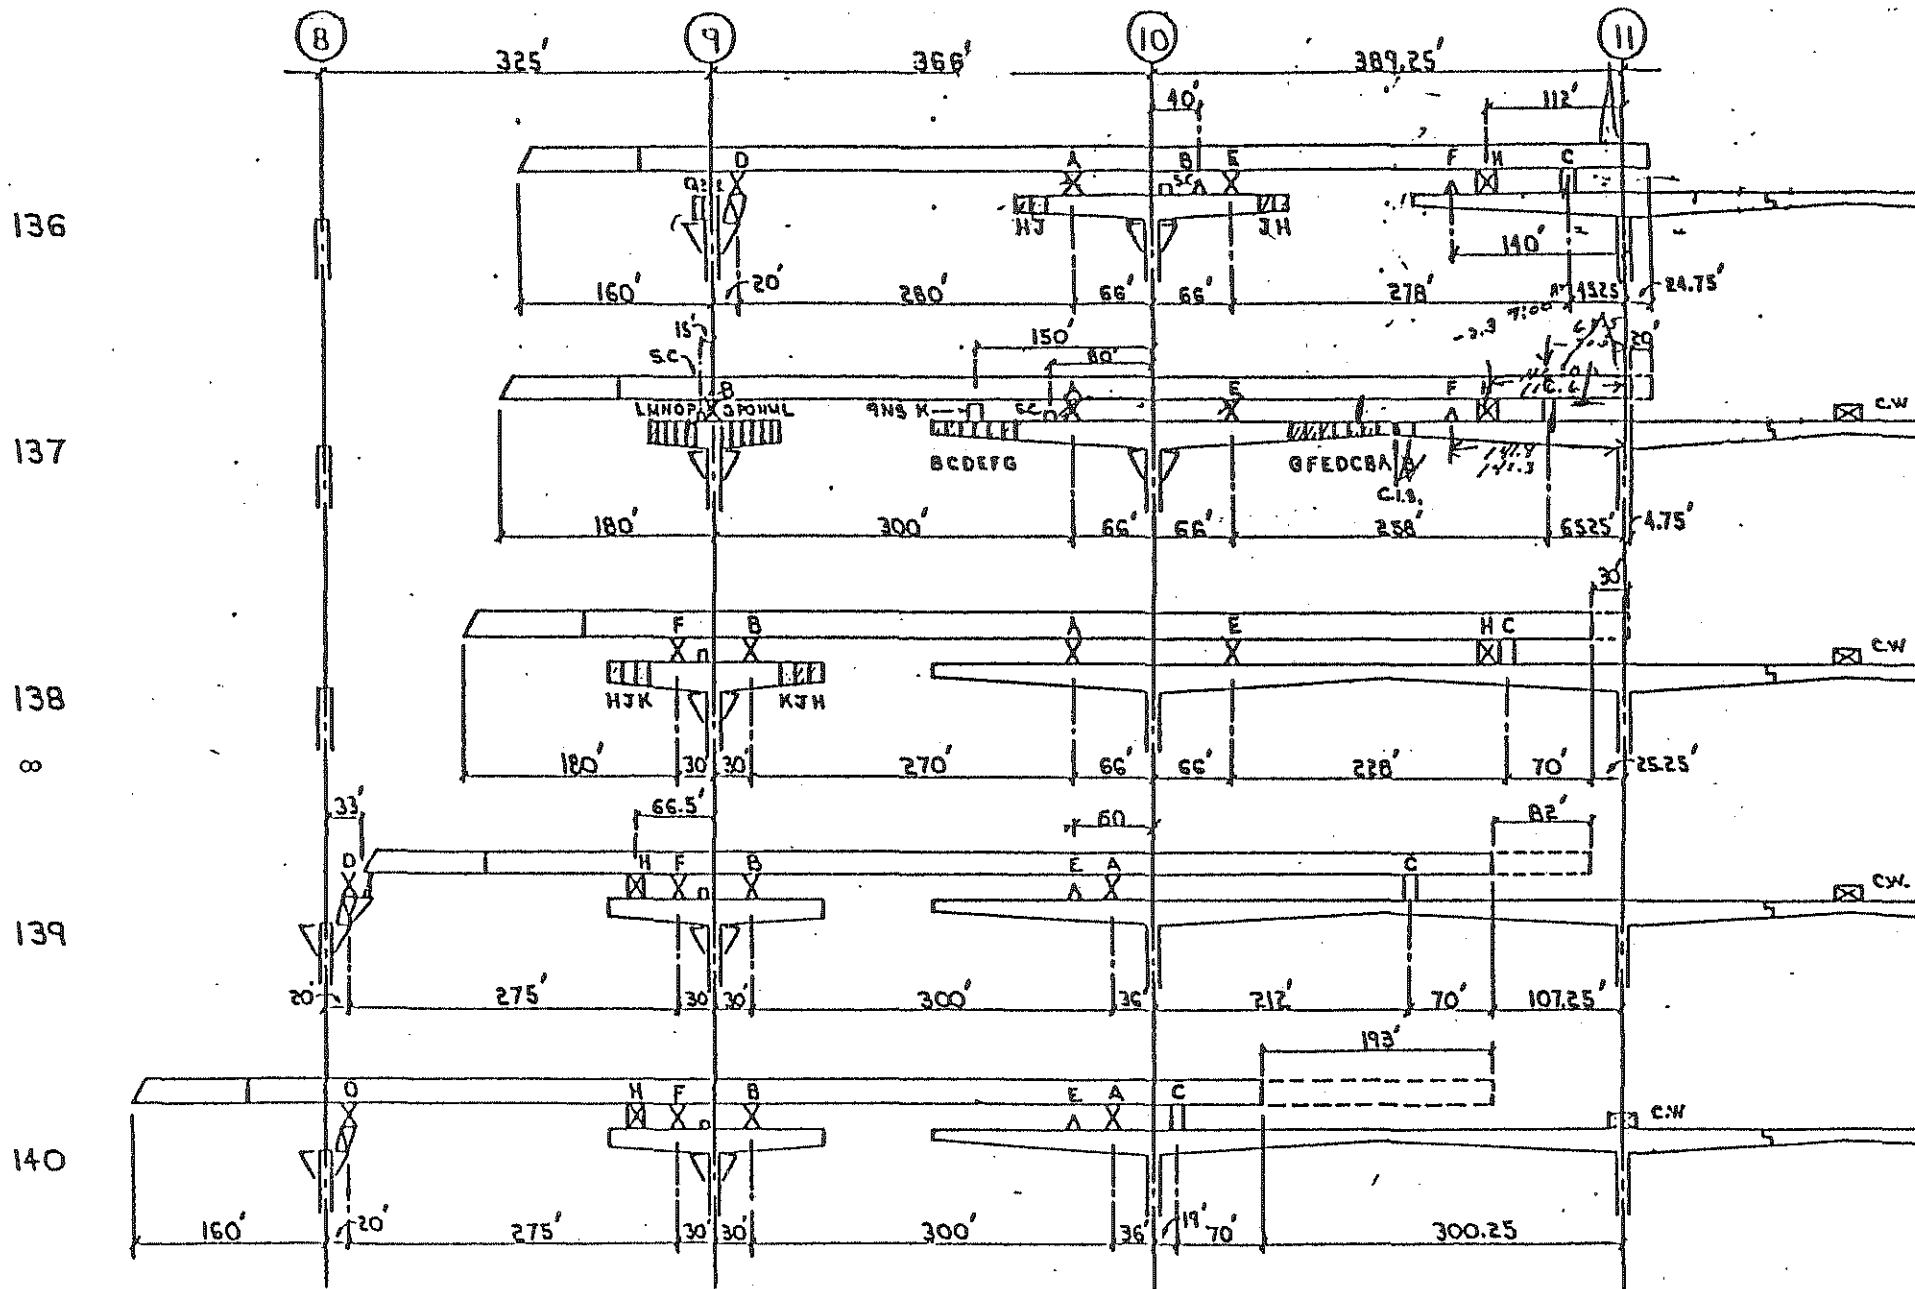 8 9 10 11
325' 366' 389.25'
40' 112'
D A B E F H C
S.C
136
HJ JH
140'
160' 20' 280' 66' 66' 278' 4525 24.75'
15' 150' 20'
S.C 80'
B A E F C
LMNOP JPONML K S.C C.W
137
BCDEFG GFEDCBA
C.I.S.
180' 300' 66' 66' 258' 6525' 4.75'
30'
F B A E H C
C.W
138
HJK KJH
∞
180' 30' 30' 270' 66' 66' 228' 70' 25.25'
33' 66.5' 60 82'
D H F B E A C
C.W.
139
20' 275' 30' 30' 300' 36' 212' 70' 107.25'
193'
D H F B E A C
C.W
140
160' 20' 275' 30' 30' 300' 36' 19' 70' 300.25